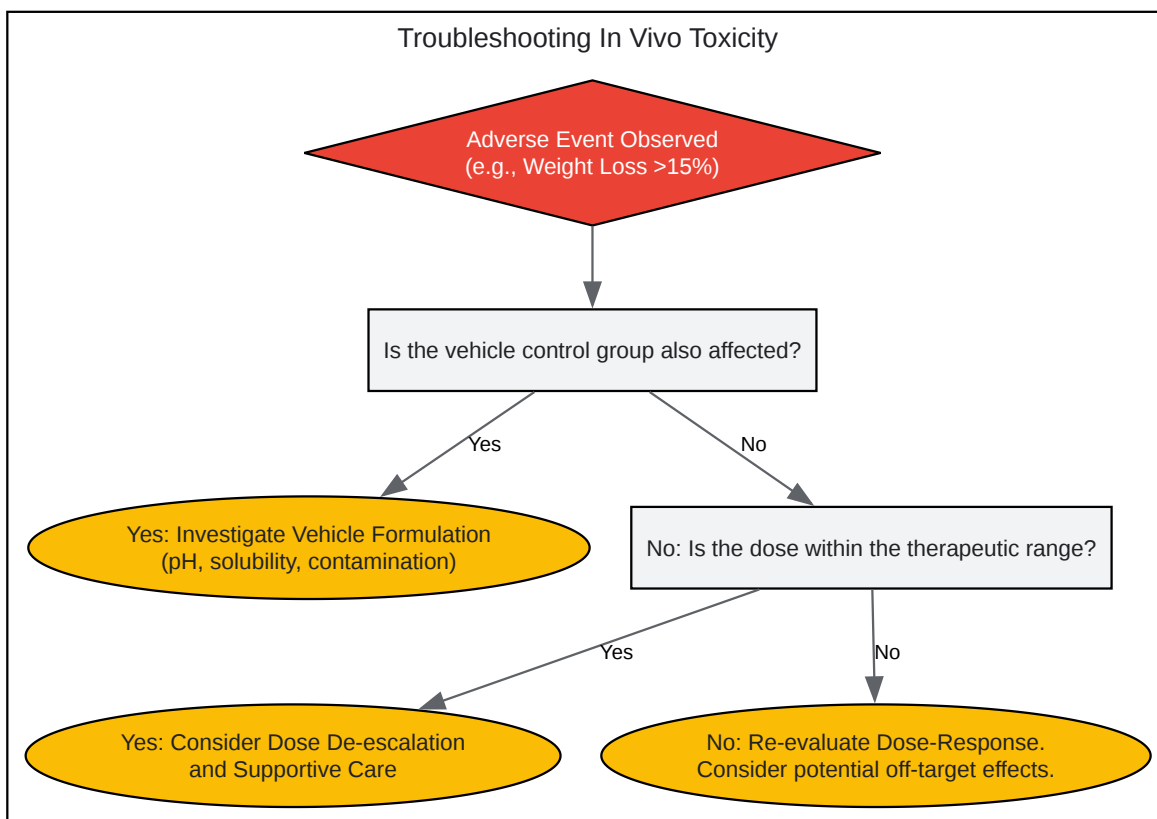 Troubleshooting In Vivo Toxicity
Adverse Event Observed
(e.g., Weight Loss >15%)
Is the vehicle control group also affected?
Yes
No
Yes: Investigate Vehicle Formulation
(pH, solubility, contamination)
No: Is the dose within the therapeutic range?
Yes
No
Yes: Consider Dose De-escalation
and Supportive Care
No: Re-evaluate Dose-Response.
Consider potential off-target effects.